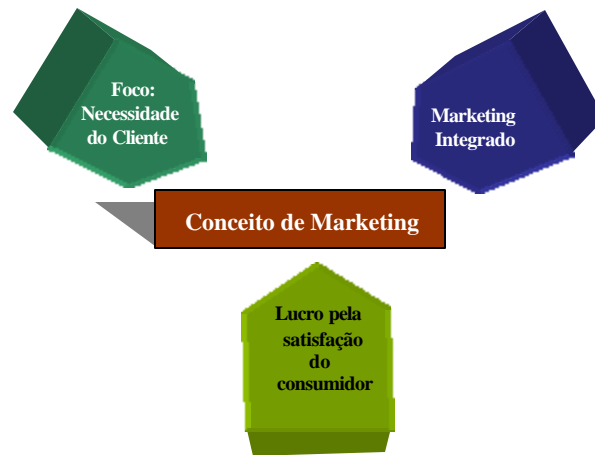 Foco:
Necessidade
do Cliente
Marketing
Integrado
Conceito de Marketing
Lucro pela
satisfação
do
consumidor